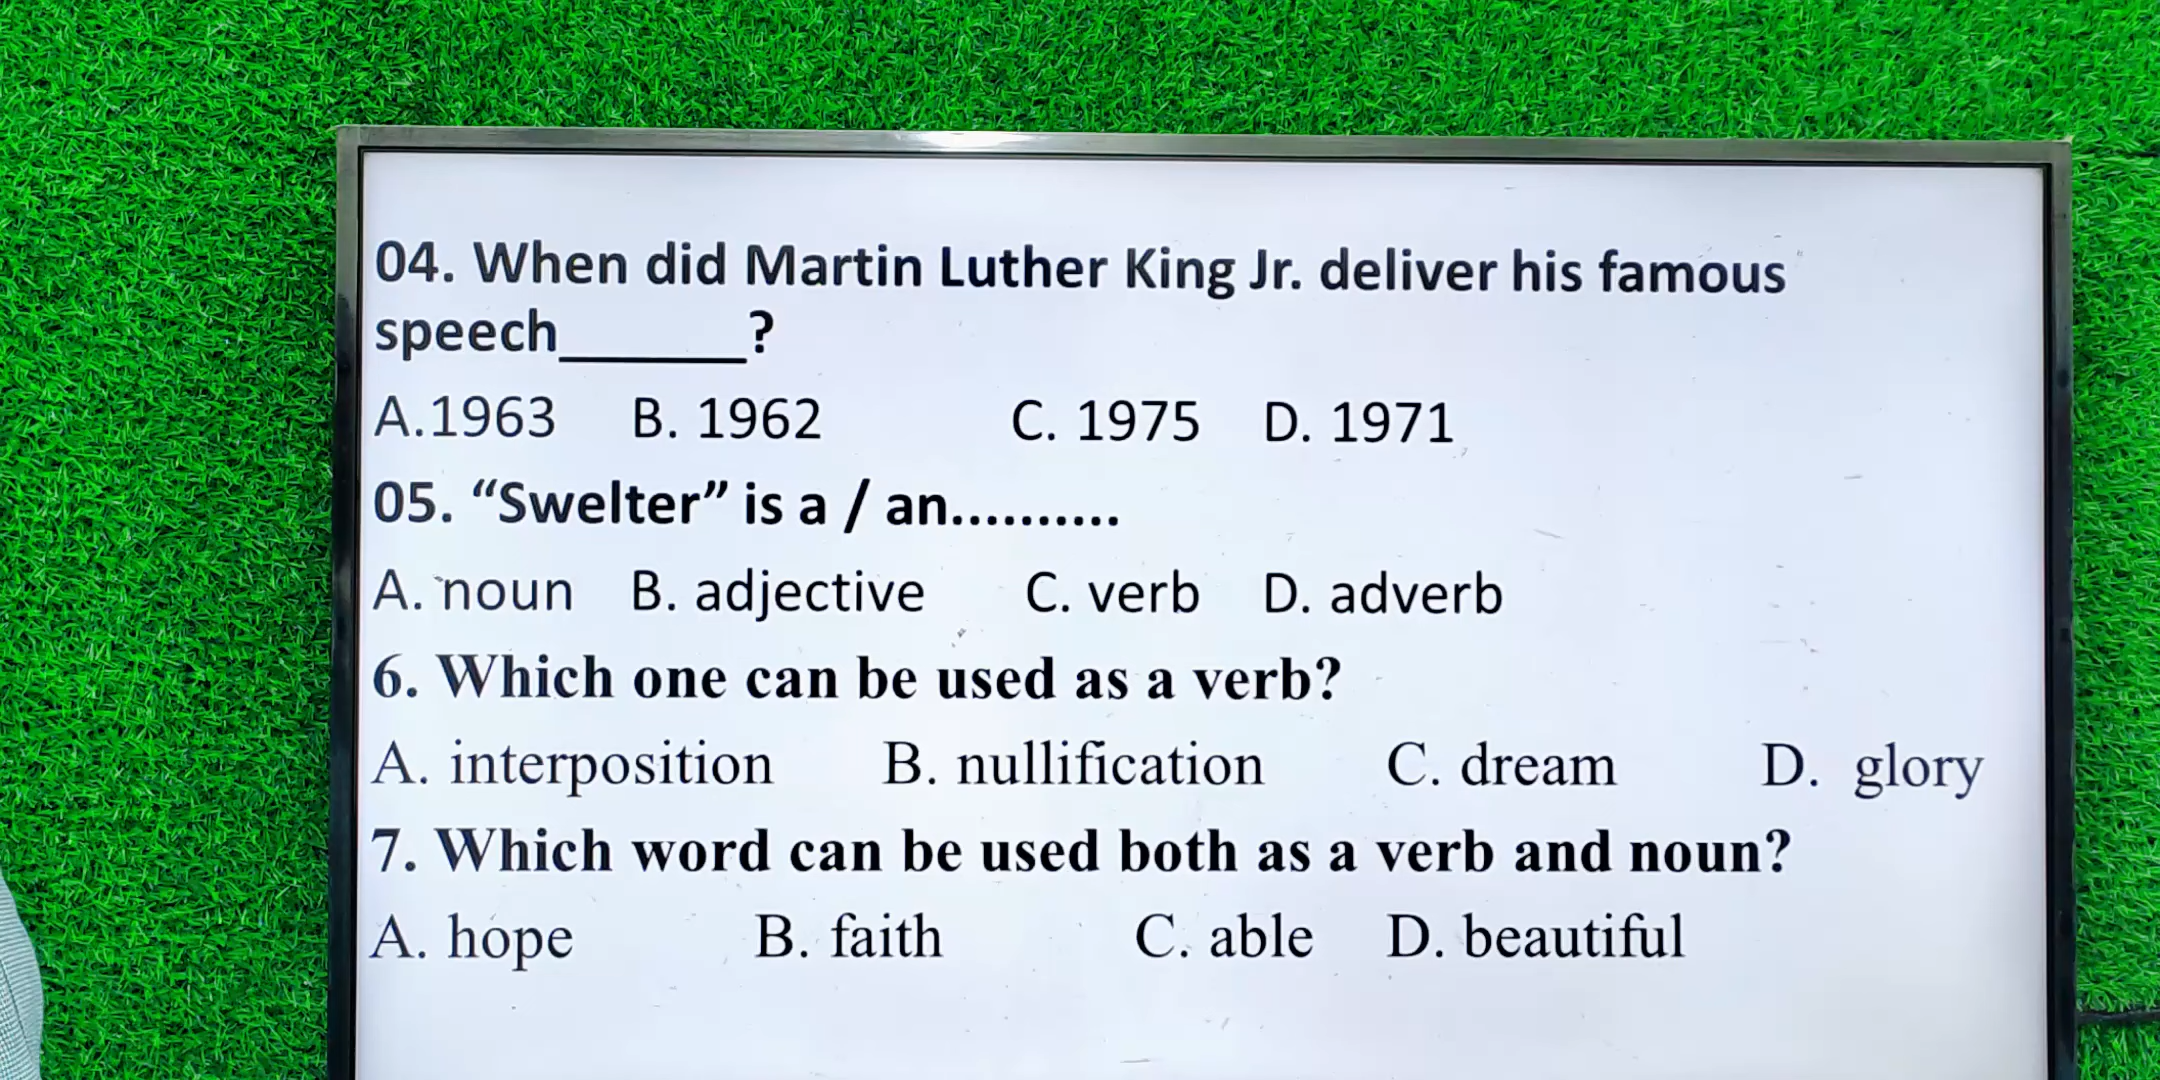 04. When did Martin Luther King Jr. deliver his famous
speech_______?
A.1963 B. 1962 C. 1975 D. 1971
05. “Swelter” is a / an..........
A. noun B. adjective C. verb D. adverb
6. Which one can be used as a verb?
A. interposition B. nullification C. dream D. glory
7. Which word can be used both as a verb and noun?
A. hope B. faith C. able D. beautiful